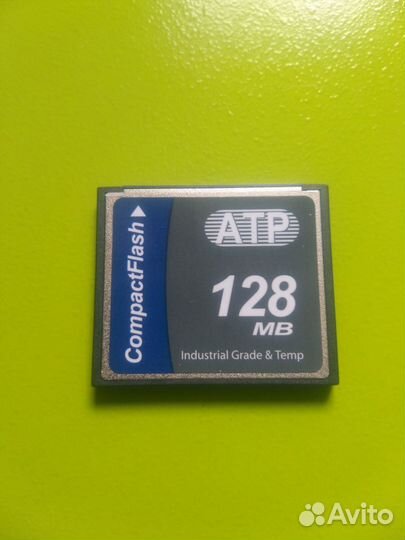 CompactFlash
ATP
128
MB
Industrial Grade & Temp
Avito